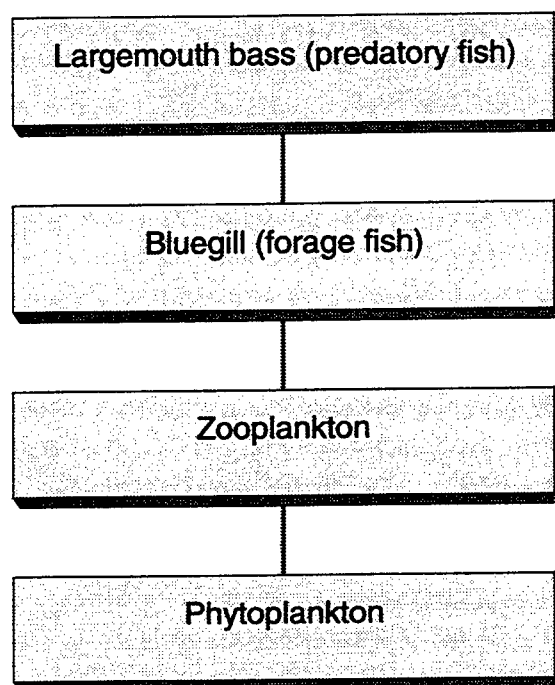 Largemouth bass (predatory fish)
Bluegill (forage fish)
Zooplankton
Phytoplankton